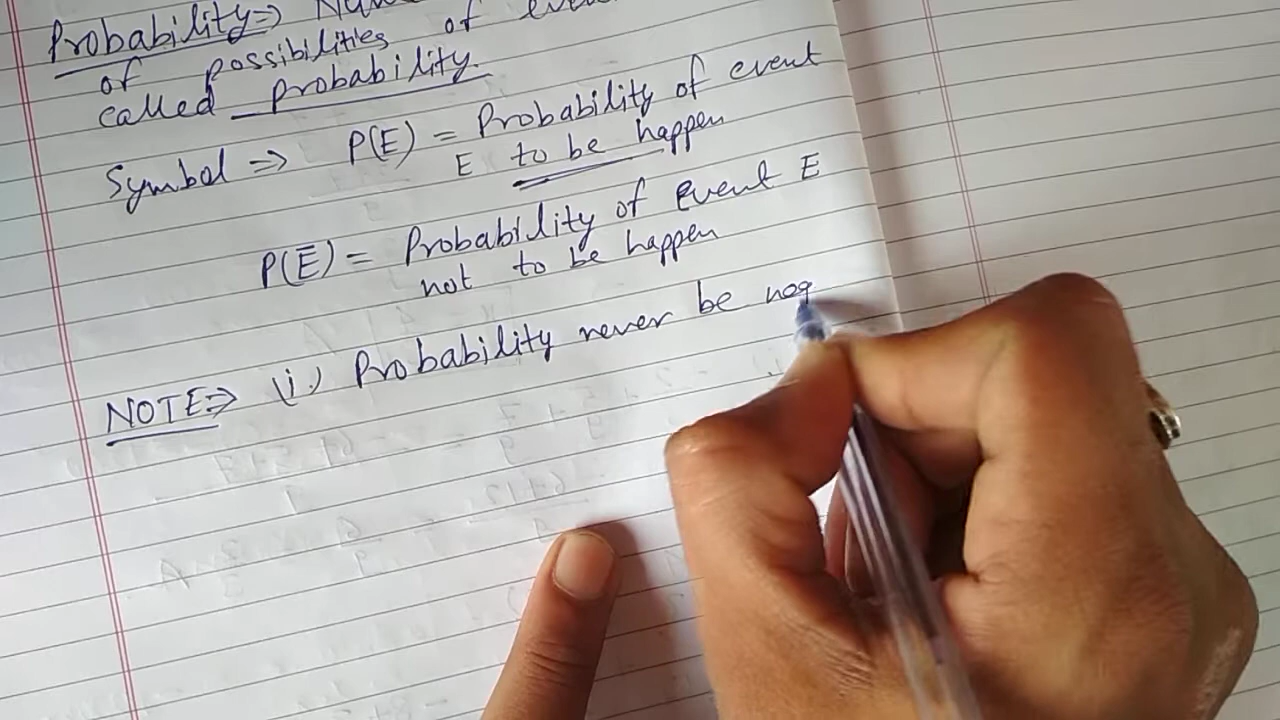 Probability ⇒
of possibilities of
called probability.
Symbol ⇒ P(E) = Probability of event
E to be happen
P(Ē) = Probability of event E
not to be happen
NOTE ⇒ (i.) Probability never be neg